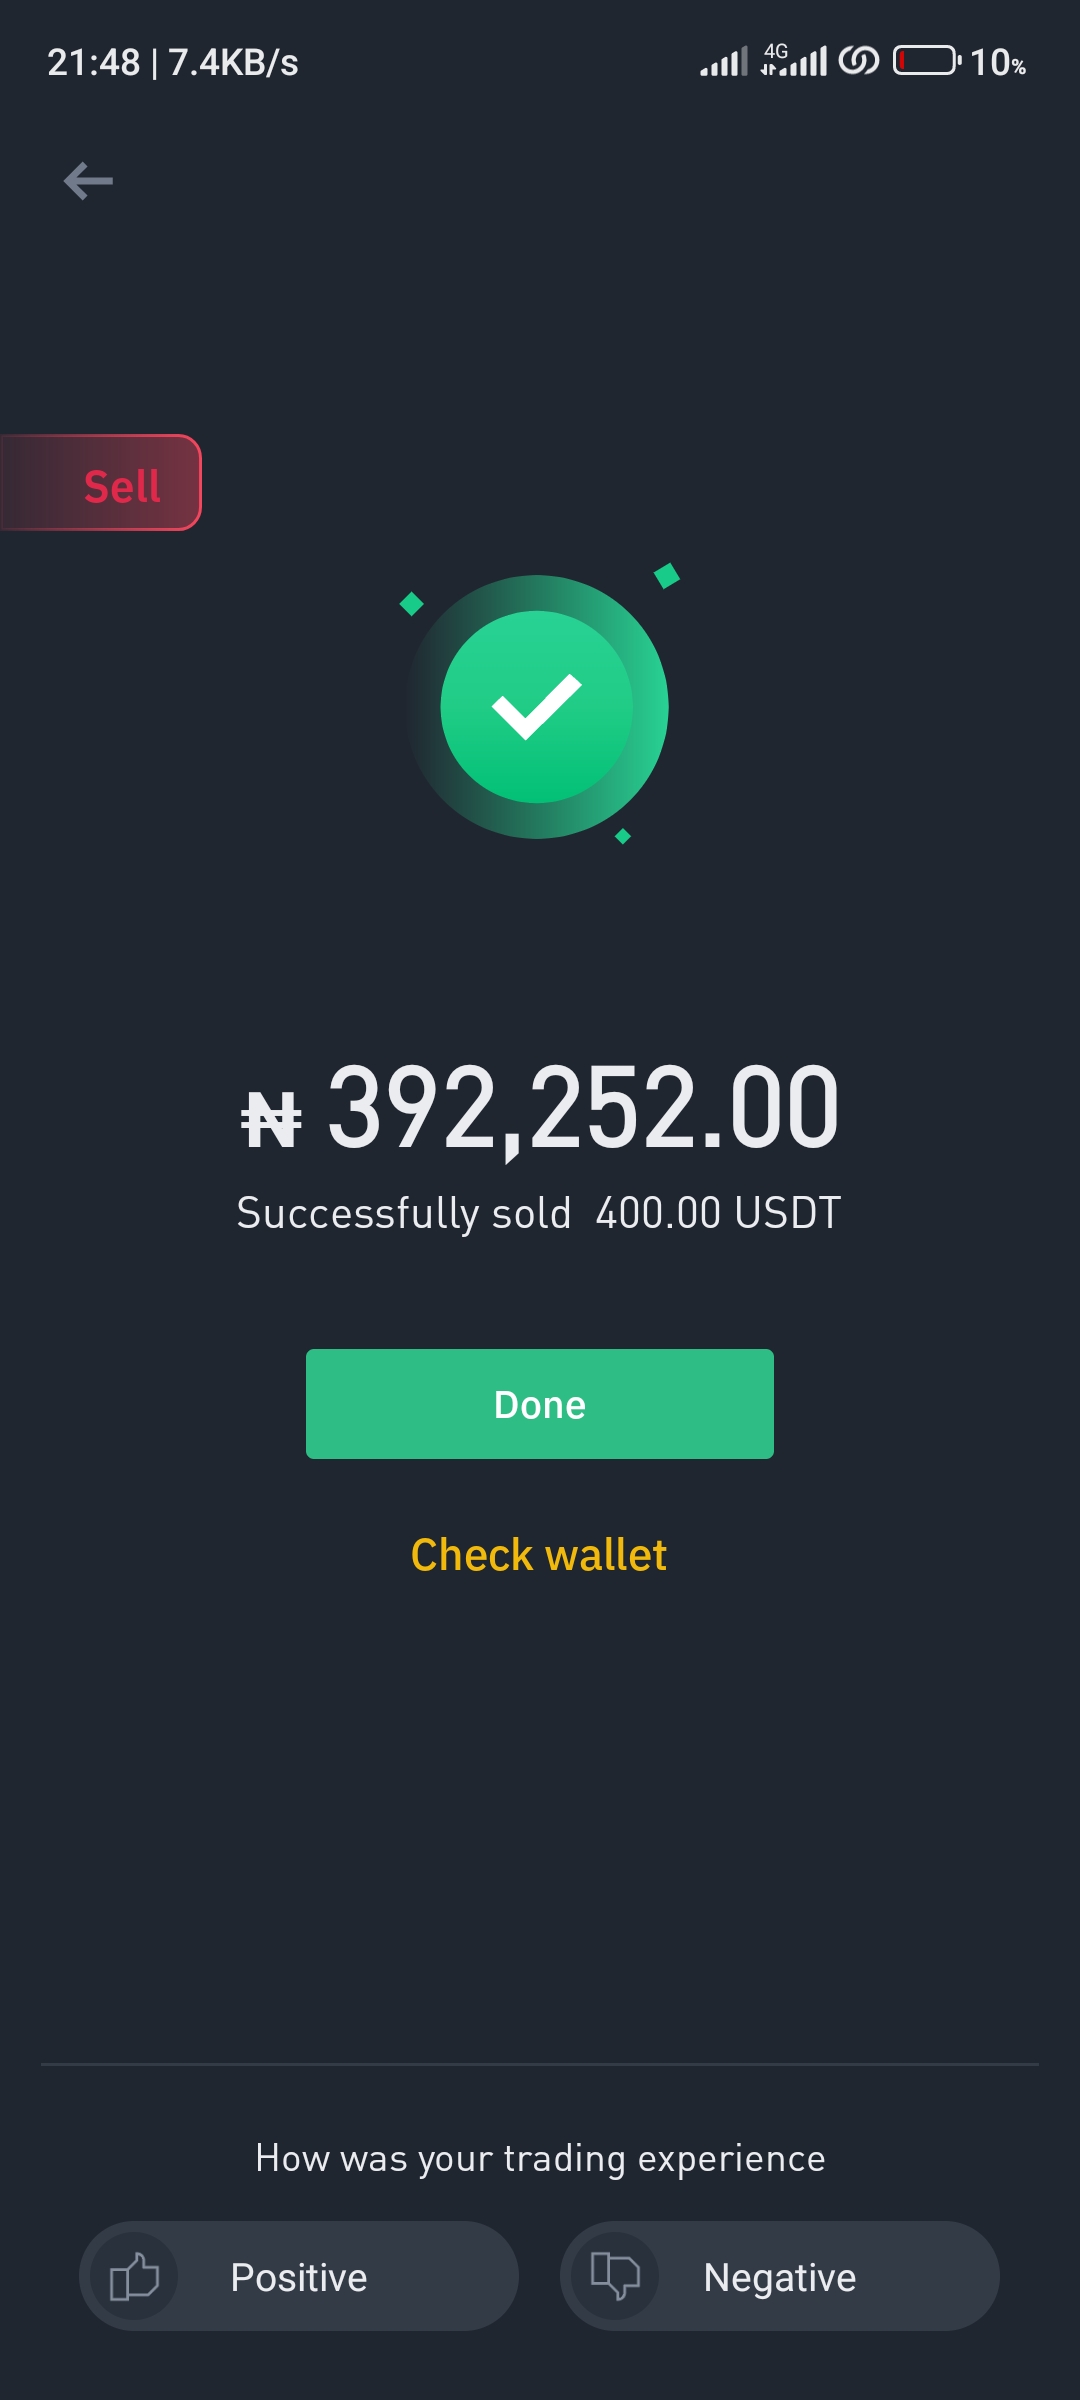 21:48 | 7.4KB/s 4G 10%
Sell
₦ 392,252.00
Successfully sold 400.00 USDT
Done
Check wallet
How was your trading experience
Positive Negative